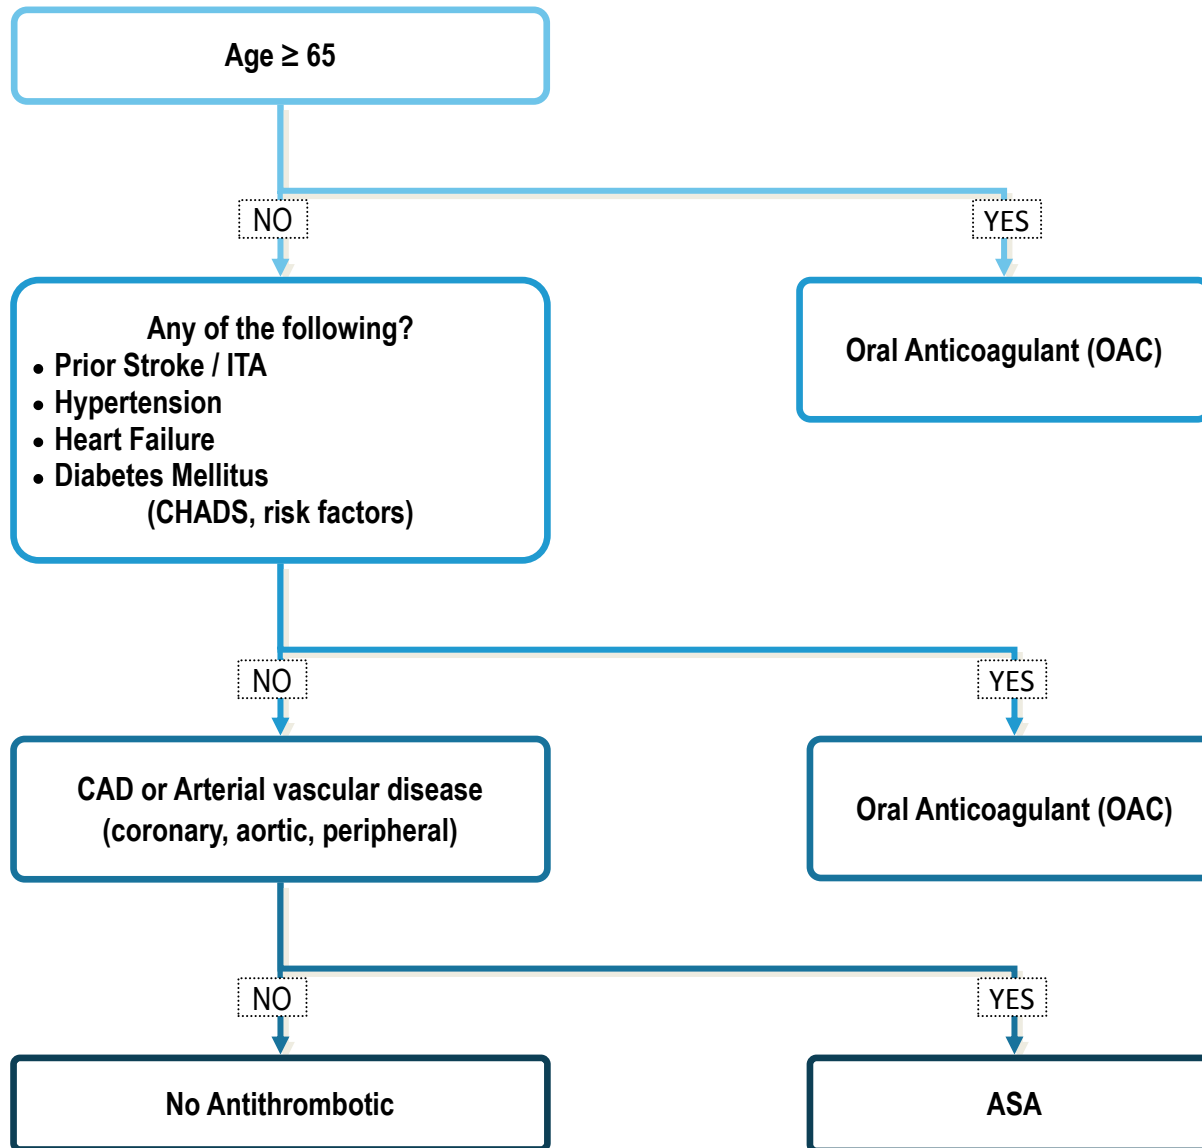 Age ≥ 65
NO
YES
Any of the following?
• Prior Stroke / ITA
• Hypertension
• Heart Failure
• Diabetes Mellitus
(CHADS, risk factors)
Oral Anticoagulant (OAC)
NO
YES
CAD or Arterial vascular disease
(coronary, aortic, peripheral)
Oral Anticoagulant (OAC)
NO
YES
No Antithrombotic
ASA